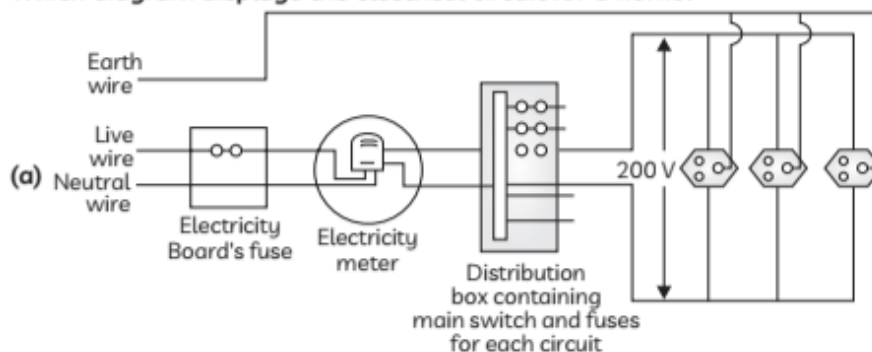 Earth
wire
Live
wire
(a) Neutral
wire
Electricity
Board's fuse
Electricity
meter
Distribution
box containing
main switch and fuses
for each circuit
200 V